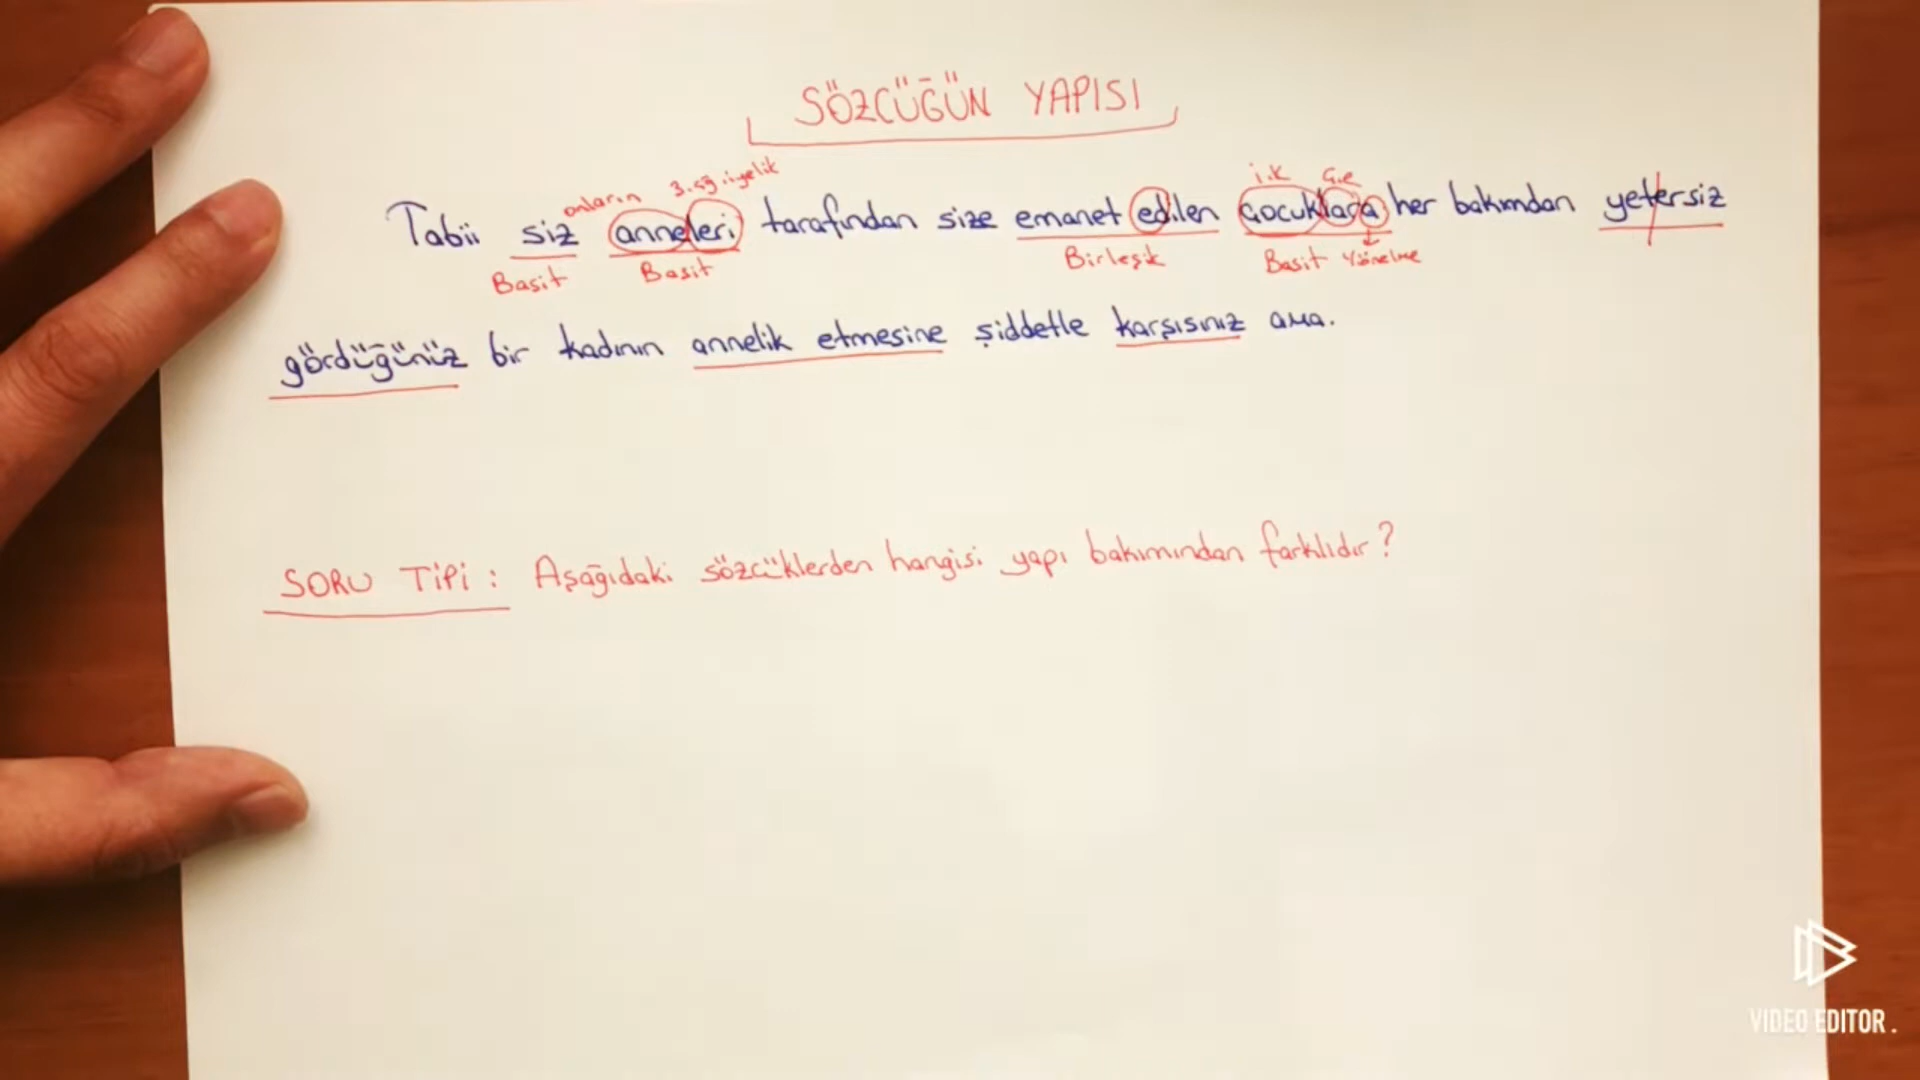 SÖZCÜĞÜN YAPISI
onların 3.çğ.iyelik i.k Ç.e
Tabii siz anneleri tarafından size emanet edilen çocuklara her bakımdan yetersiz
Basit Basit Birleşik Basit Yönelme
gördüğünüz bir kadının annelik etmesine şiddetle karşısınız ama.
SORU TİPİ : Aşağıdaki sözcüklerden hangisi yapı bakımından farklıdır?
VIDEO EDITOR .